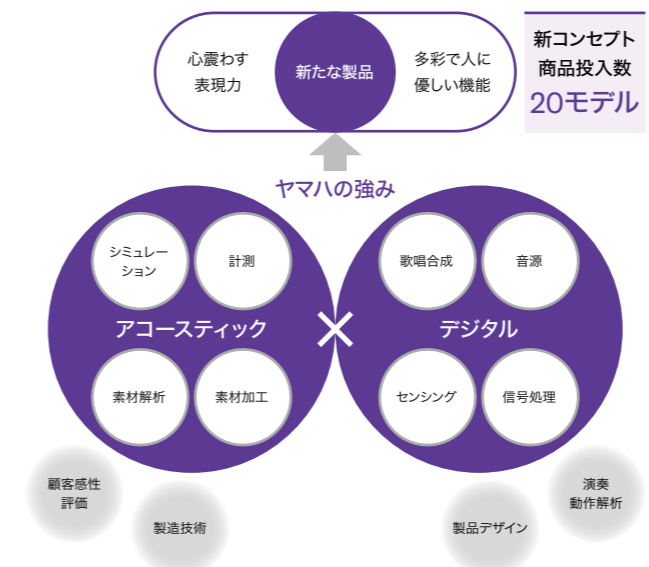 心震わす
表現力
新たな製品
多彩で人に
優しい機能
新コンセプト
商品投入数
20モデル
ヤマハの強み
シミュレー
ション
計測
歌唱合成
音源
アコースティック
×
デジタル
素材解析
素材加工
センシング
信号処理
顧客感性
評価
製造技術
製品デザイン
演奏
動作解析